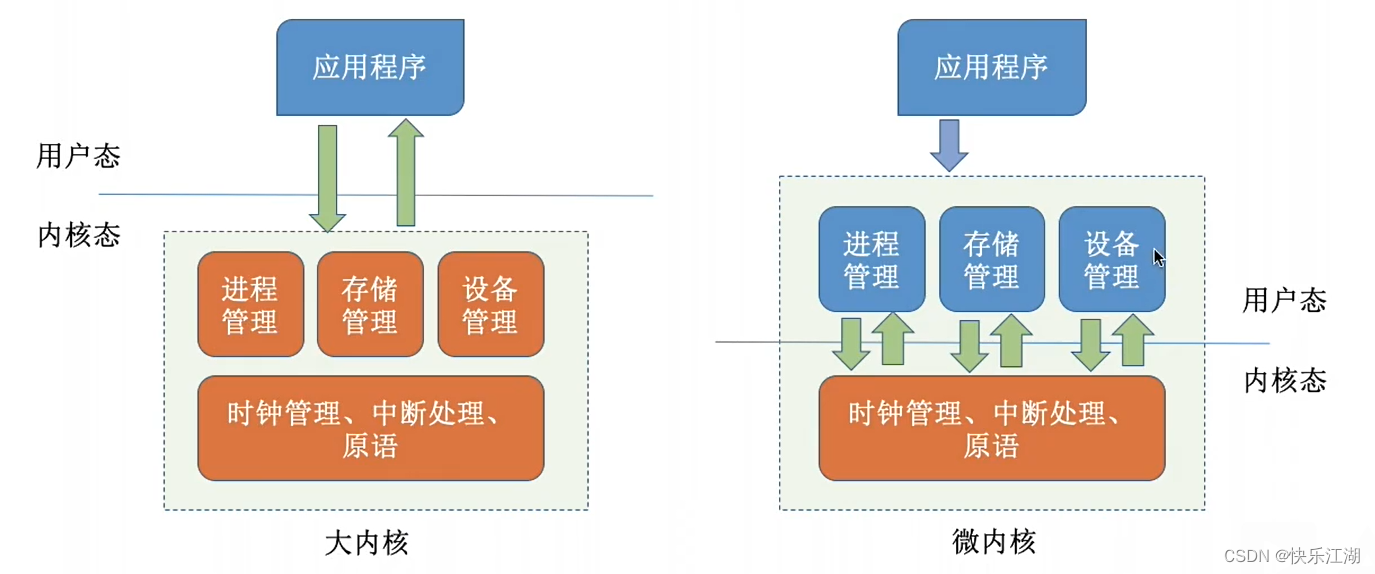 应用程序
用户态
内核态
进程
管理
存储
管理
设备
管理
时钟管理、中断处理、
原语
大内核
应用程序
进程
管理
存储
管理
设备
管理
用户态
内核态
时钟管理、中断处理、
原语
微内核
CSDN @快乐江湖